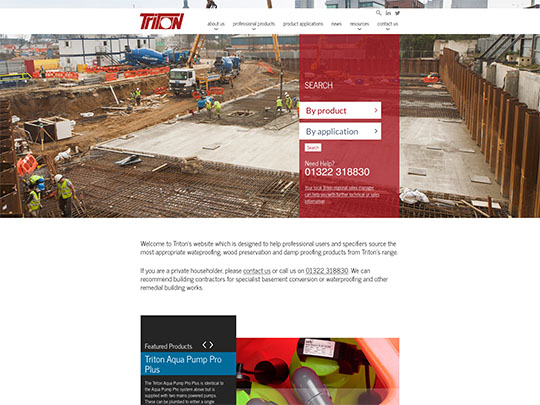 TRITON
about us
professional products
product applications
news
resources
contact us
SEARCH
By product
By application
Search
Need Help?
01322 318830
Your local Triton regional sales manager
can help you with further technical or sales
information
Welcome to Triton's website which is designed to help professional users and specifiers source the
most appropriate waterproofing, wood preservation and damp proofing products from Triton's range.
If you are a private householder, please contact us or call us on 01322 318830. We can
recommend building contractors for specialist basement conversion or waterproofing and other
remedial building works.
Featured Products
Triton Aqua Pump Pro
Plus
The Triton Aqua Pump Pro Plus is identical to
the Aqua Pump Pro system above but is
supplied with two mains powered pumps.
These can be plumbed to either a single